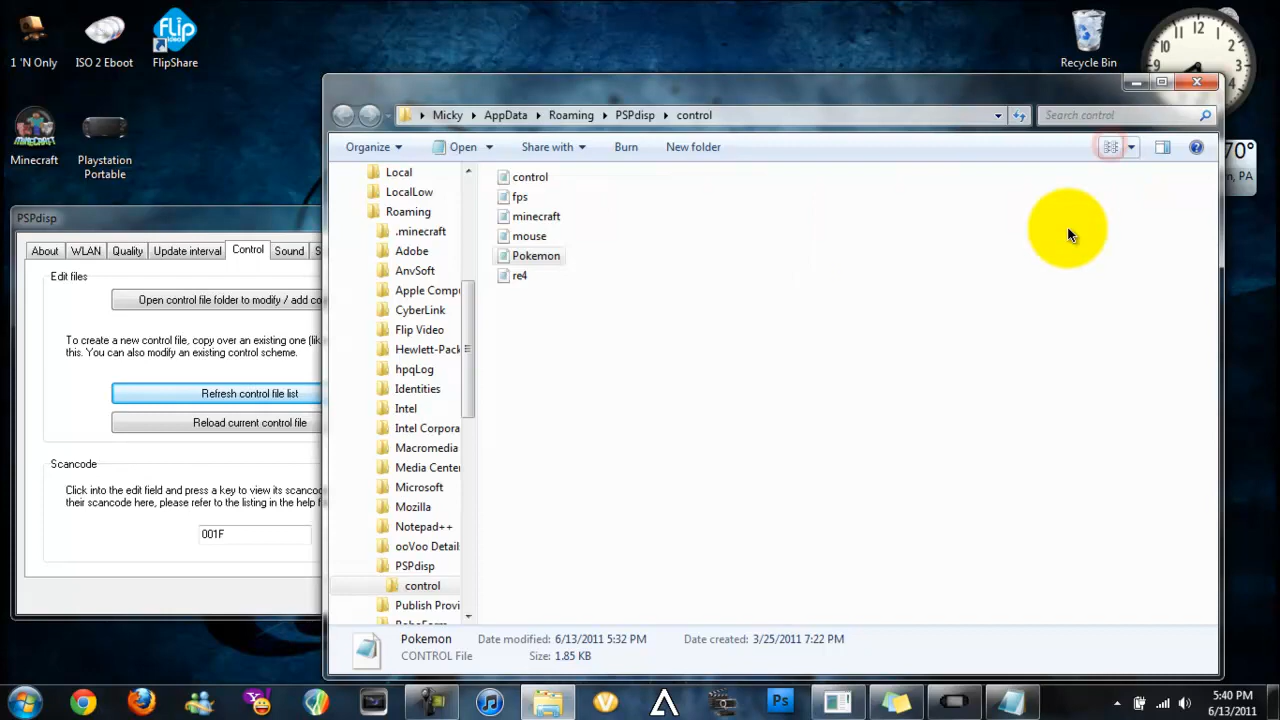 1 'N Only
ISO 2 Eboot
FlipShare
Recycle Bin
Minecraft
Playstation
Portable
70°
n, PA
Micky
AppData
Roaming
PSPdisp
control
Search control
Organize
Open
Share with
Burn
New folder
Local
LocalLow
Roaming
.minecraft
Adobe
AnvSoft
Apple Compu
CyberLink
Flip Video
Hewlett-Pack
hpqLog
Identities
Intel
Intel Corpora
Macromedia
Media Center
Microsoft
Mozilla
Notepad++
ooVoo Detail
PSPdisp
control
Publish Provi
control
fps
minecraft
mouse
Pokemon
re4
Pokemon
Date modified: 6/13/2011 5:32 PM
Date created: 3/25/2011 7:22 PM
CONTROL File
Size: 1.85 KB
PSPdisp
About
WLAN
Quality
Update interval
Control
Sound
S
Edit files
Open control file folder to modify / add co
To create a new control file, copy over an existing one (lik
this. You can also modify an existing control scheme.
Refresh control file list
Reload current control file
Scancode
Click into the edit field and press a key to view its scanco
their scancode here, please refer to the listing in the help f
001F
5:40 PM
6/13/2011